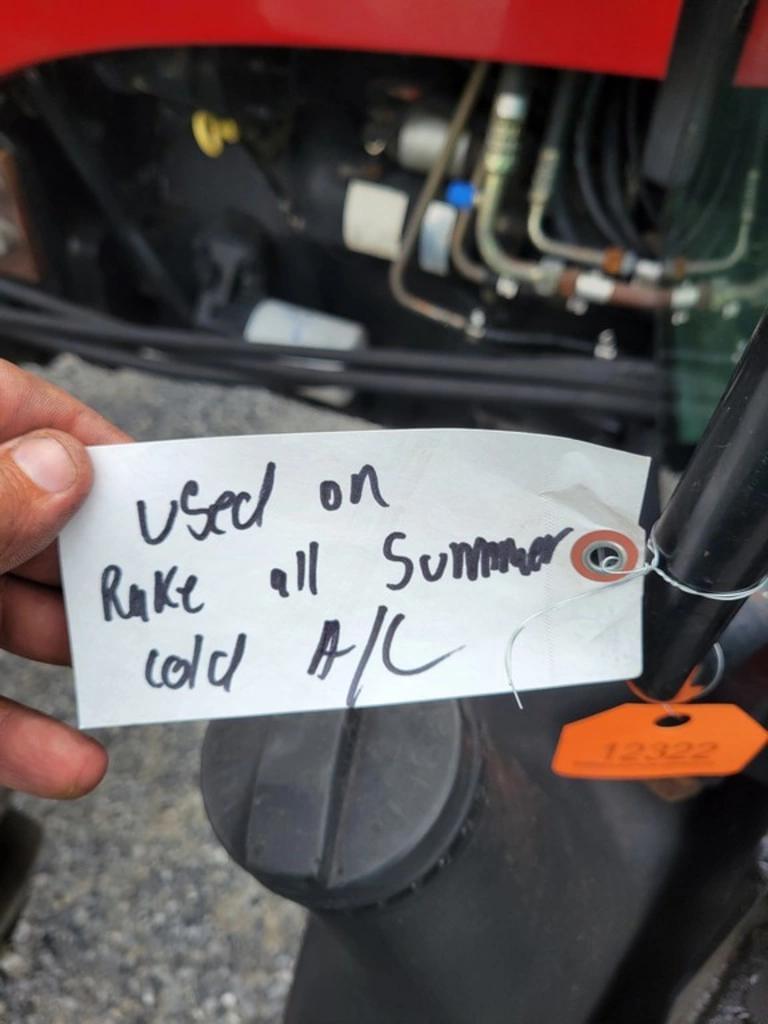 Used on
Rake all Summer
cold A/C
12322